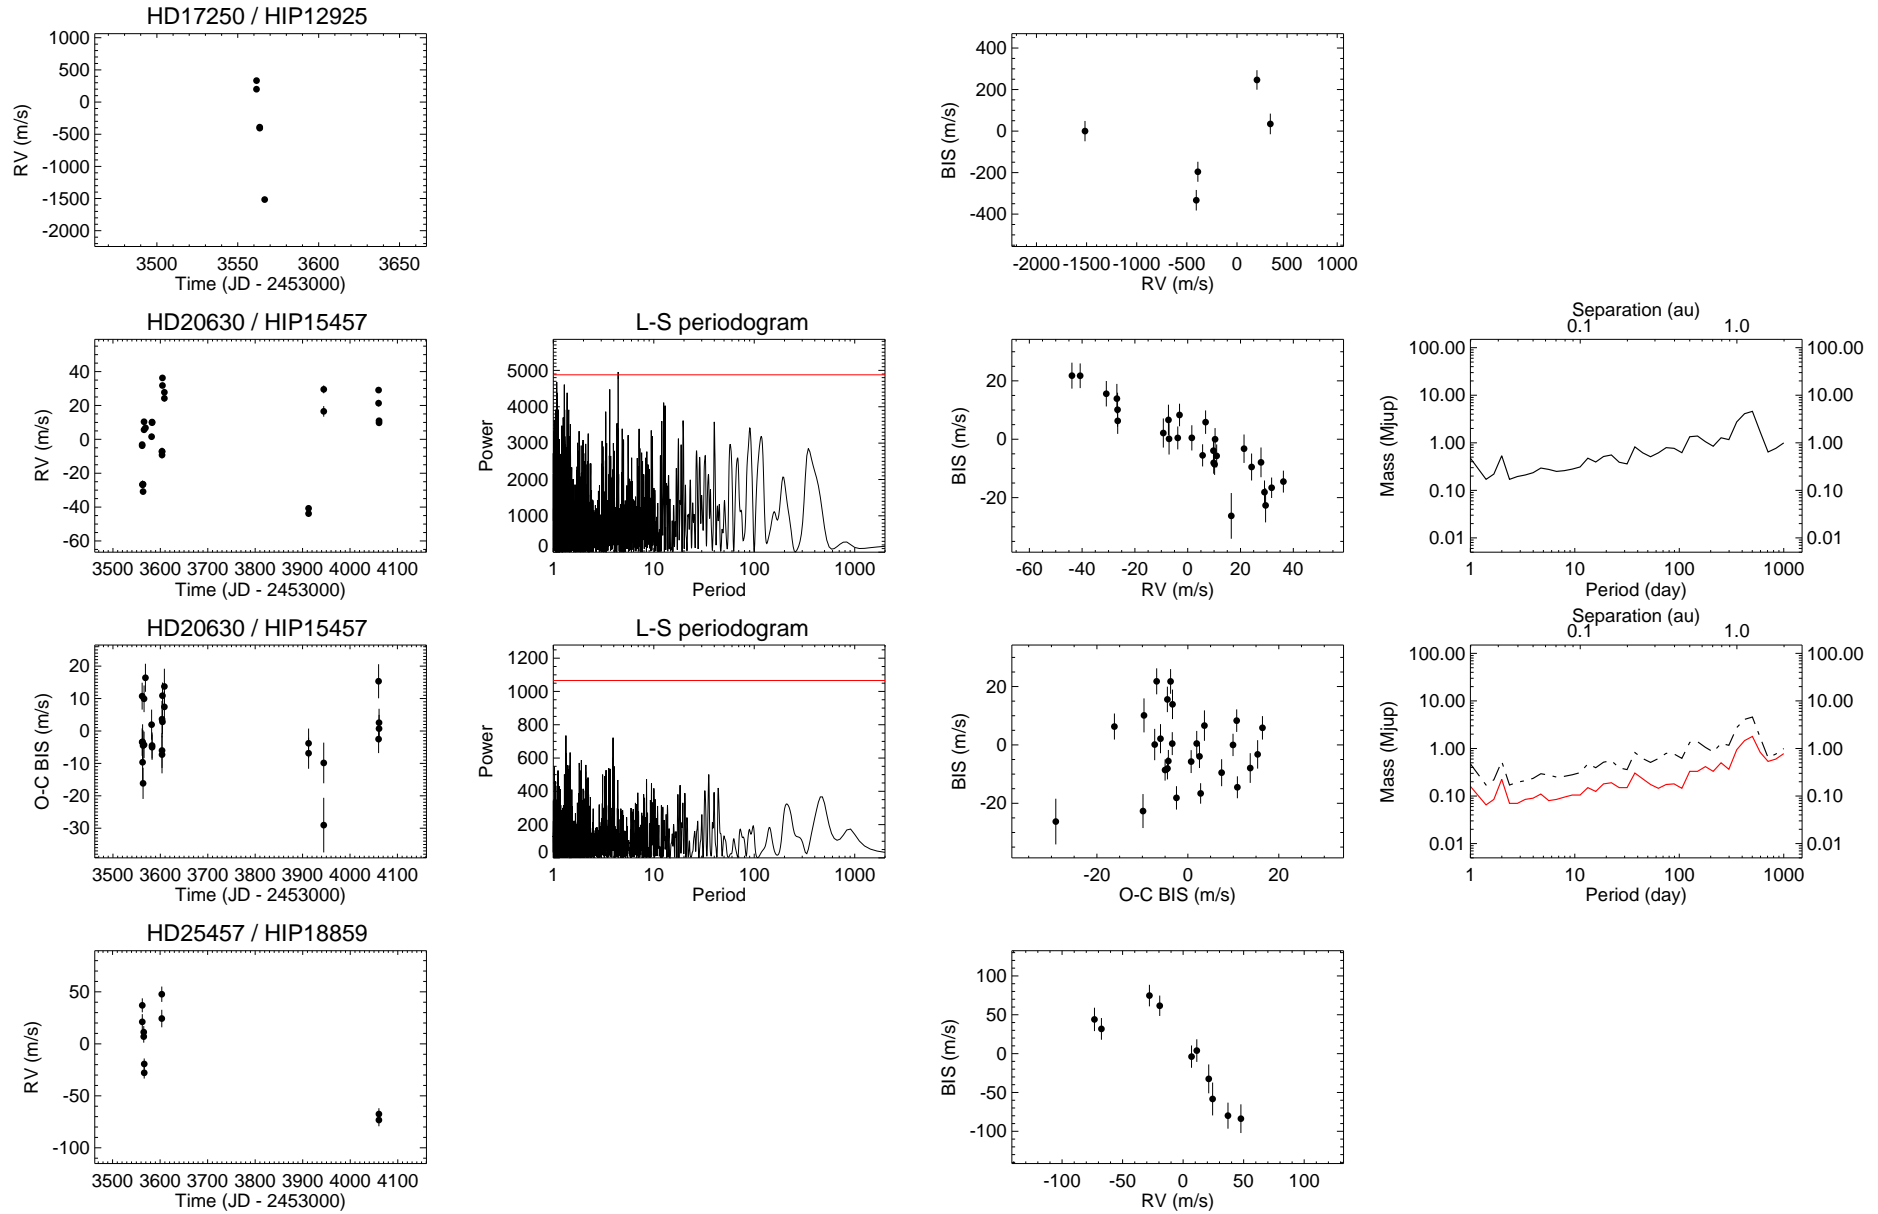 HD17250 / HIP12925
1000
500
0
-500
-1000
-1500
-2000
RV (m/s)
3500 3550 3600 3650
Time (JD - 2453000)
400
200
0
-200
-400
BIS (m/s)
-2000 -1500 -1000 -500 0 500 1000
RV (m/s)
HD20630 / HIP15457
40
20
0
-20
-40
-60
RV (m/s)
3500 3600 3700 3800 3900 4000 4100
Time (JD - 2453000)
L-S periodogram
5000
4000
3000
2000
1000
0
Power
1 10 100 1000
Period
20
0
-20
BIS (m/s)
-60 -40 -20 0 20 40
RV (m/s)
Separation (au)
0.1 1.0
100.00 100.00
10.00 10.00
1.00 1.00
0.10 0.10
0.01 0.01
Mass (Mjup)
Mass (Mjup)
1 10 100 1000
Period (day)
HD20630 / HIP15457
20
10
0
-10
-20
-30
O-C BIS (m/s)
3500 3600 3700 3800 3900 4000 4100
Time (JD - 2453000)
L-S periodogram
1200
1000
800
600
400
200
0
Power
1 10 100 1000
Period
20
0
-20
BIS (m/s)
-20 0 20
O-C BIS (m/s)
Separation (au)
0.1 1.0
100.00 100.00
10.00 10.00
1.00 1.00
0.10 0.10
0.01 0.01
Mass (Mjup)
Mass (Mjup)
1 10 100 1000
Period (day)
HD25457 / HIP18859
50
0
-50
-100
RV (m/s)
3500 3600 3700 3800 3900 4000 4100
Time (JD - 2453000)
100
50
0
-50
-100
BIS (m/s)
-100 -50 0 50 100
RV (m/s)